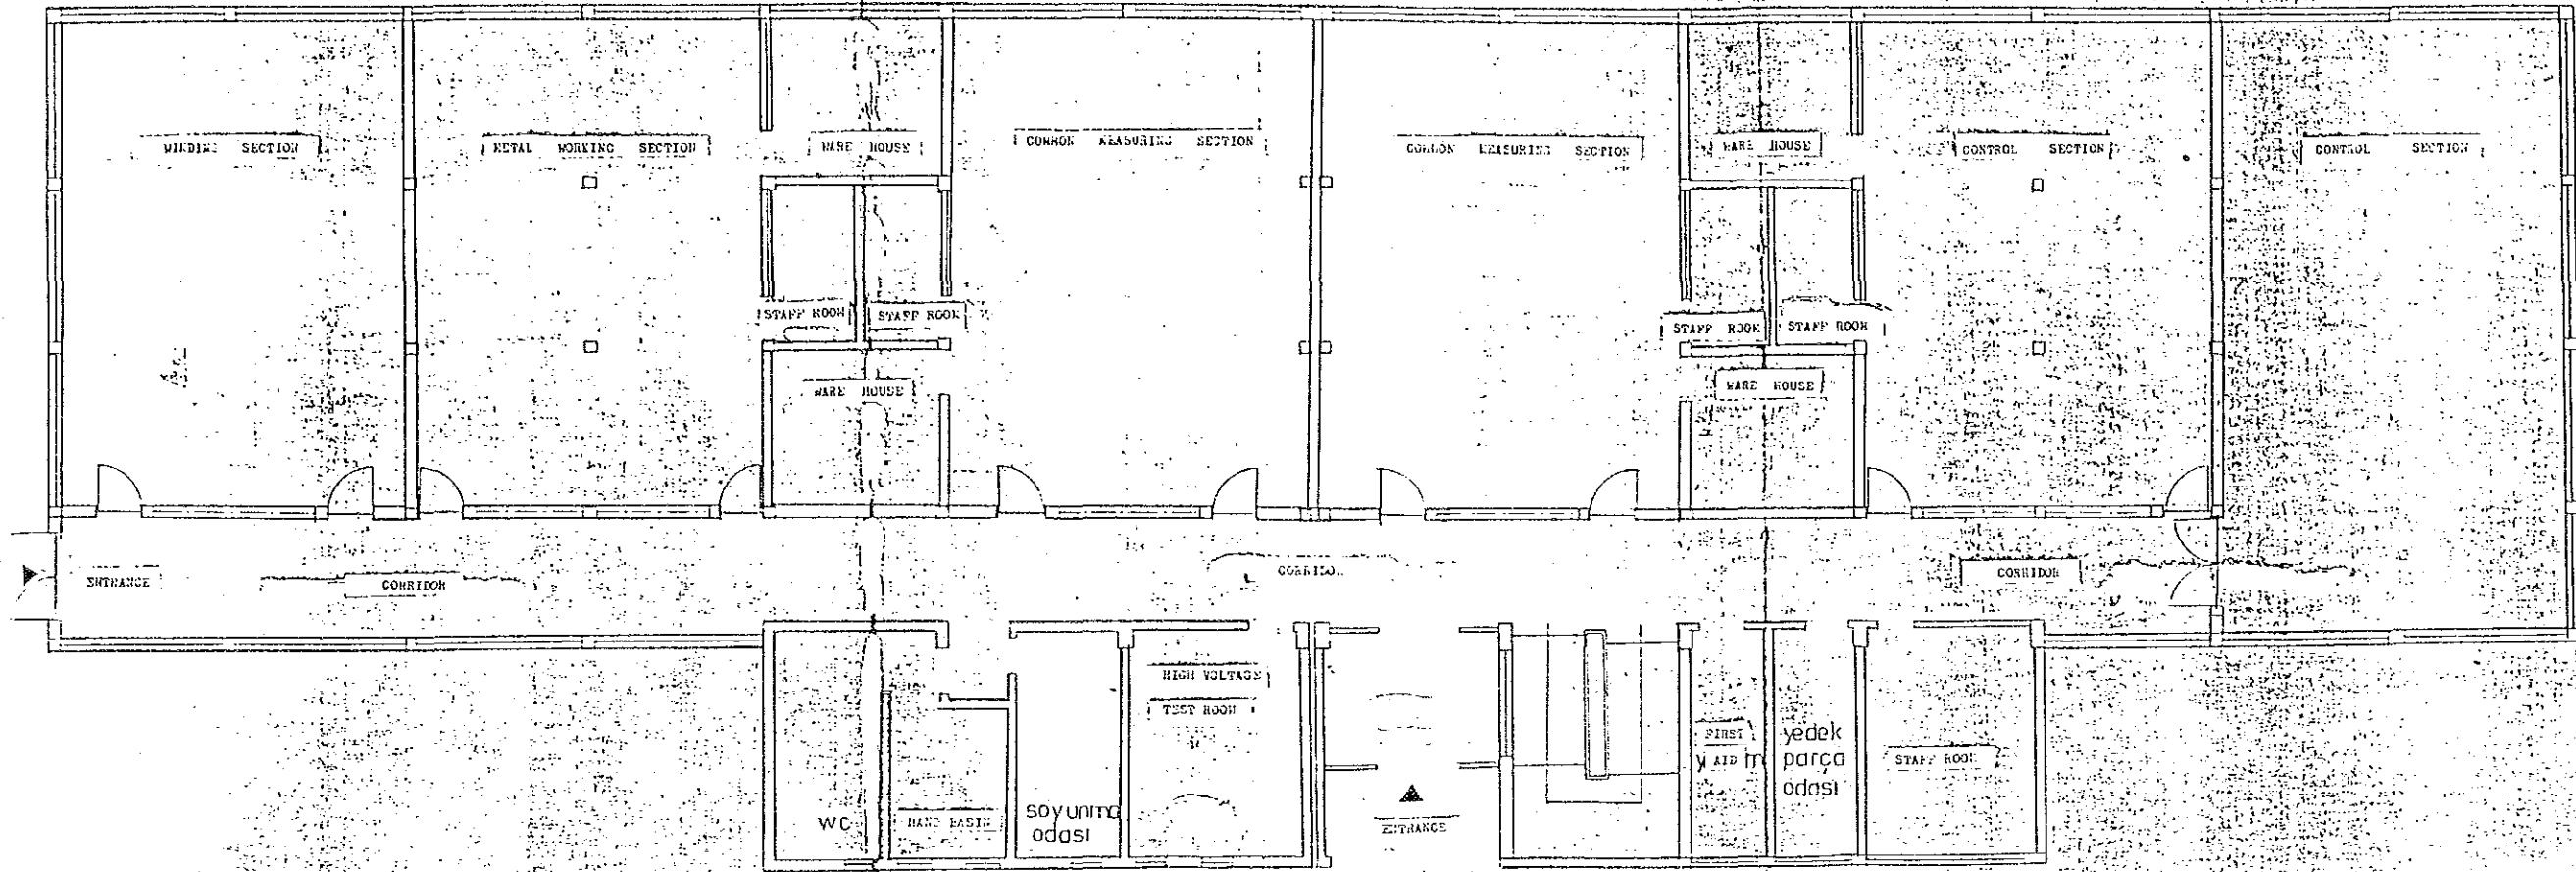 WINDING SECTION
METAL WORKING SECTION
WARE HOUSE
COMMON MEASURING SECTION
COMMON MEASURING SECTION
WARE HOUSE
CONTROL SECTION
CONTROL SECTION
STAFF ROOM
STAFF ROOM
STAFF ROOM
STAFF ROOM
WARE HOUSE
WARE HOUSE
ENTRANCE
CORRIDOR
CORRIDOR
CORRIDOR
HIGH VOLTAGE
TEST ROOM
WC
HAND BASIN
soyunma
odası
ENTRANCE
FIRST
AID
yedek
parça
odası
STAFF ROOM